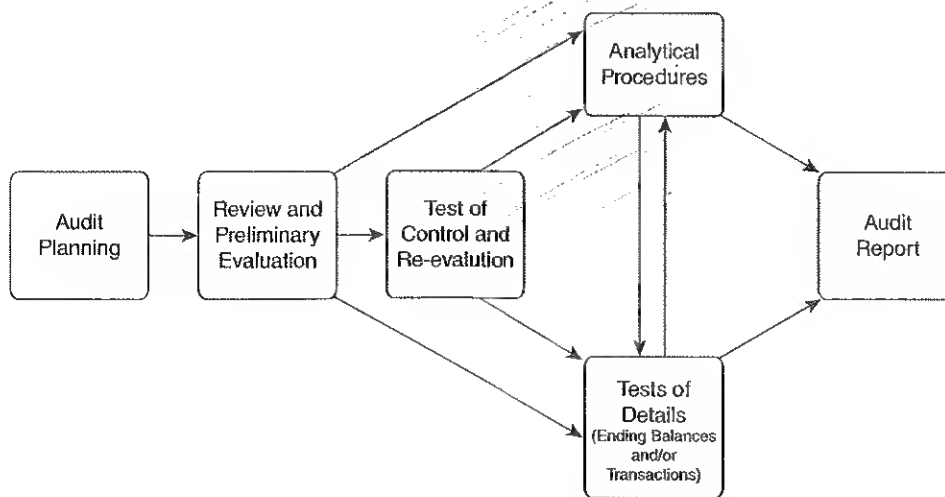 Audit
Planning
Review and
Preliminary
Evaluation
Test of
Control and
Re-evalution
Analytical
Procedures
Tests of
Details
(Ending Balances
and/or
Transactions)
Audit
Report